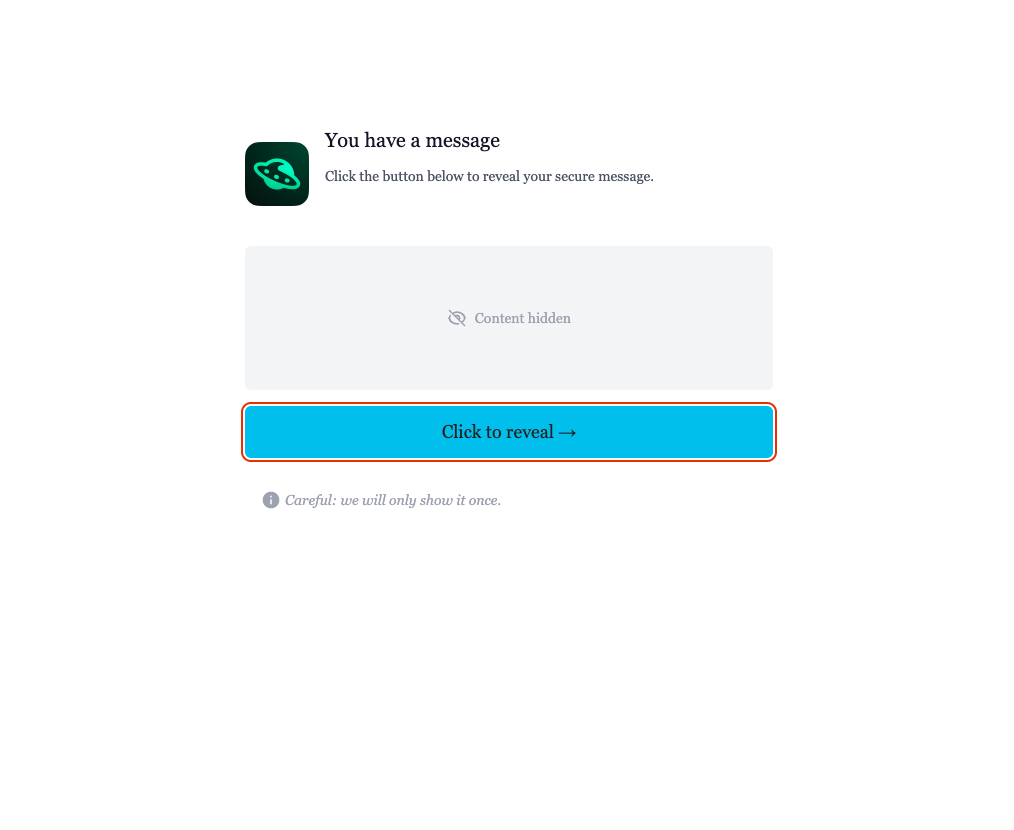 You have a message
Click the button below to reveal your secure message.
Content hidden
Click to reveal →
Careful: we will only show it once.